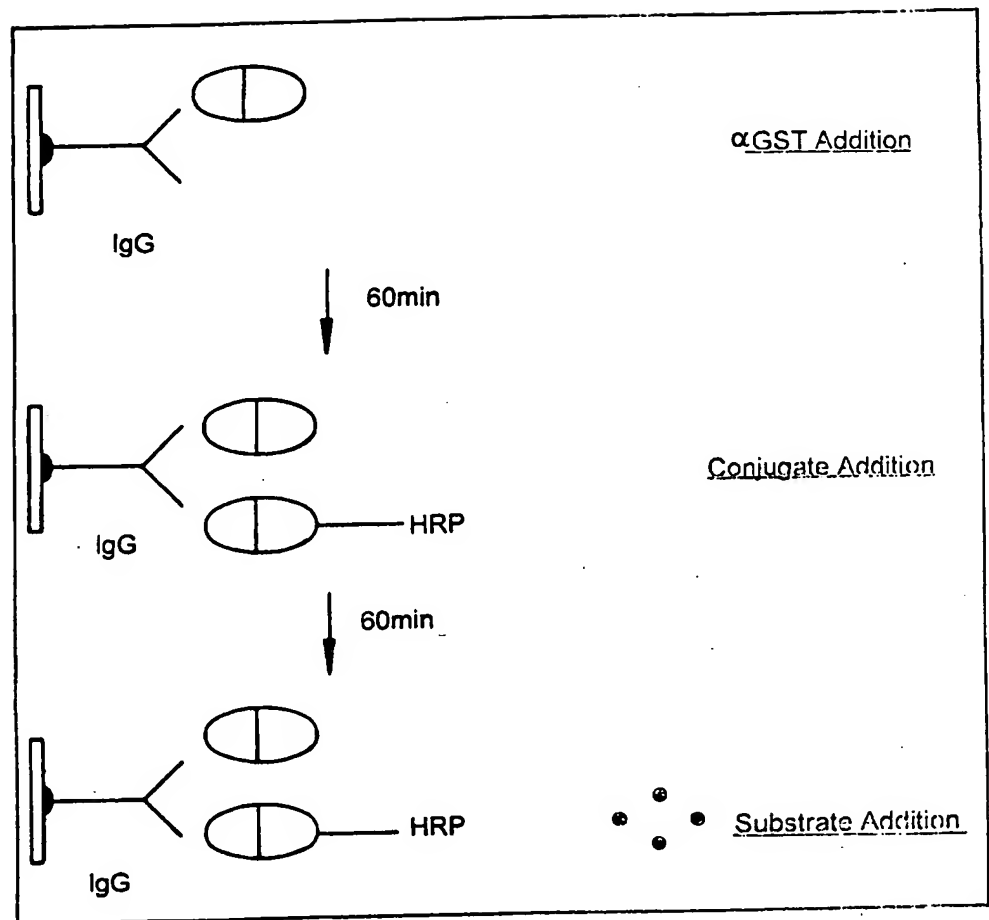 αGST Addition
IgG
60min
Conjugate Addition
HRP
IgG
60min
HRP
Substrate Addition
IgG